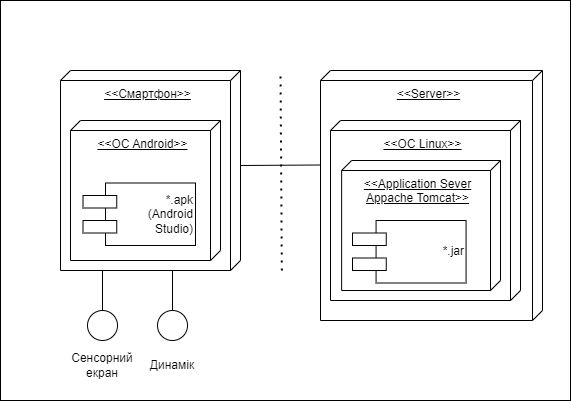 <<Смартфон>>
<<ОС Android>>
*.apk
(Android
Studio)
Сенсорний
екран
Динамік
<<Server>>
<<ОС Linux>>
<<Application Sever
Appache Tomcat>>
*.jar